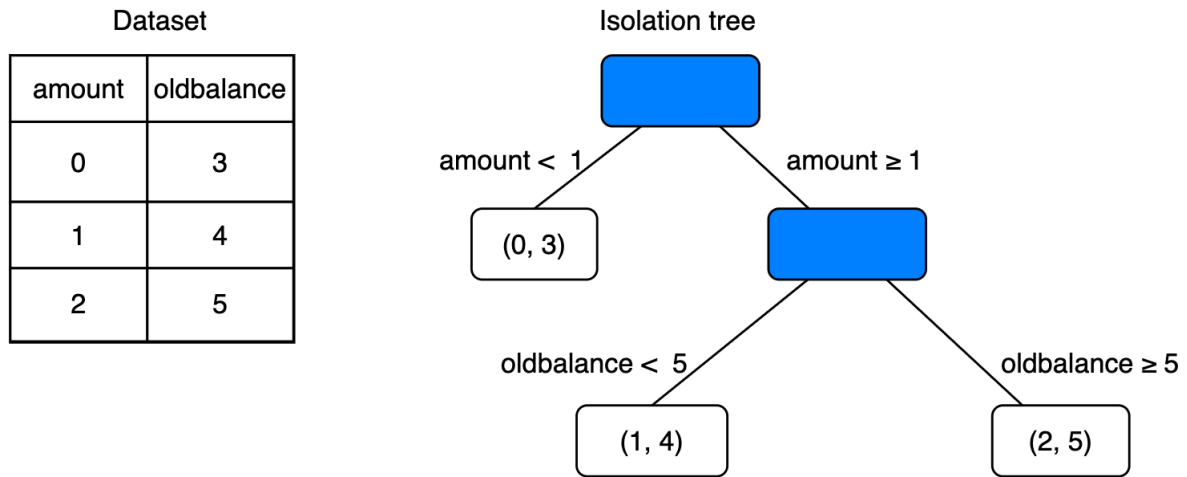 Dataset
amount oldbalance
0 3
1 4
2 5
Isolation tree
amount < 1
amount ≥ 1
(0, 3)
oldbalance < 5
oldbalance ≥ 5
(1, 4)
(2, 5)